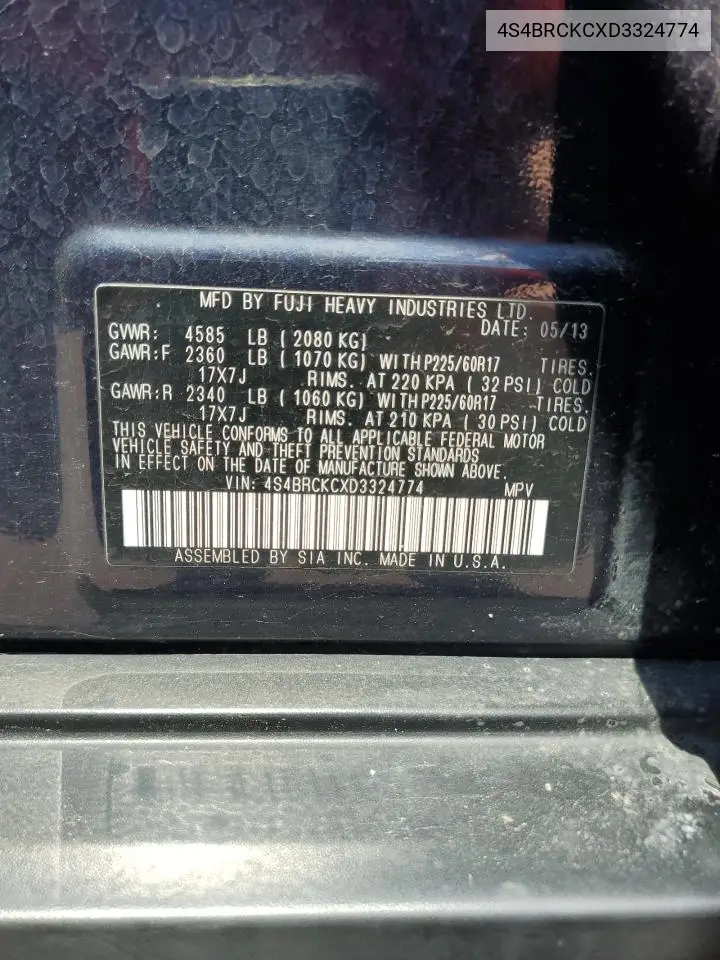 4S4BRCKCXD3324774
MFD BY FUJI HEAVY INDUSTRIES LTD.
DATE: 05/13
GVWR: 4585 LB ( 2080 KG)
GAWR:F 2360 LB ( 1070 KG) WITH P225/60R17 TIRES.
17X7J RIMS. AT 220 KPA ( 32 PSI) COLD
GAWR:R 2340 LB ( 1060 KG) WITH P225/60R17 TIRES.
17X7J RIMS. AT 210 KPA ( 30 PSI) COLD
THIS VEHICLE CONFORMS TO ALL APPLICABLE FEDERAL MOTOR
VEHICLE SAFETY AND THEFT PREVENTION STANDARDS
IN EFFECT ON THE DATE OF MANUFACTURE SHOWN ABOVE.
VIN: 4S4BRCKCXD3324774 MPV
ASSEMBLED BY SIA INC. MADE IN U.S.A.